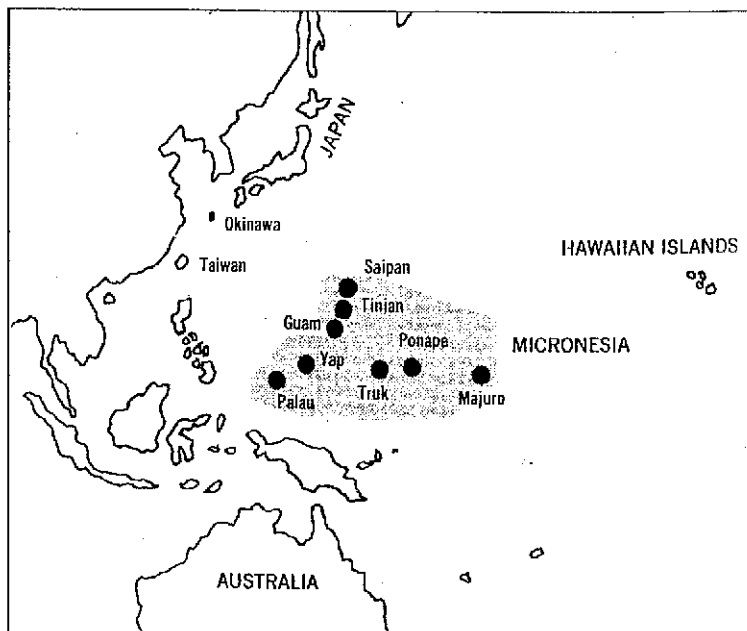 JAPAN
Okinawa
Taiwan
HAWAIIAN ISLANDS
Saipan
Tinian
Guam
Ponape
MICRONESIA
Yap
Palau
Truk
Majuro
AUSTRALIA